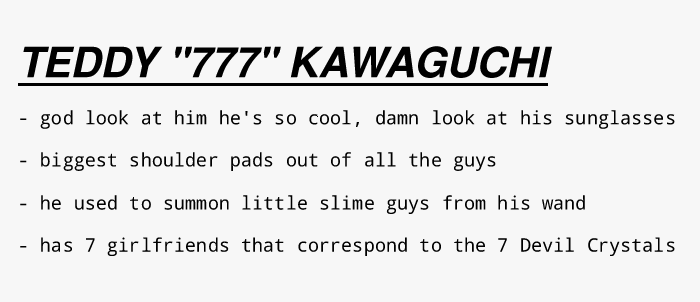 TEDDY "777" KAWAGUCHI
- god look at him he's so cool, damn look at his sunglasses
- biggest shoulder pads out of all the guys
- he used to summon little slime guys from his wand
- has 7 girlfriends that correspond to the 7 Devil Crystals